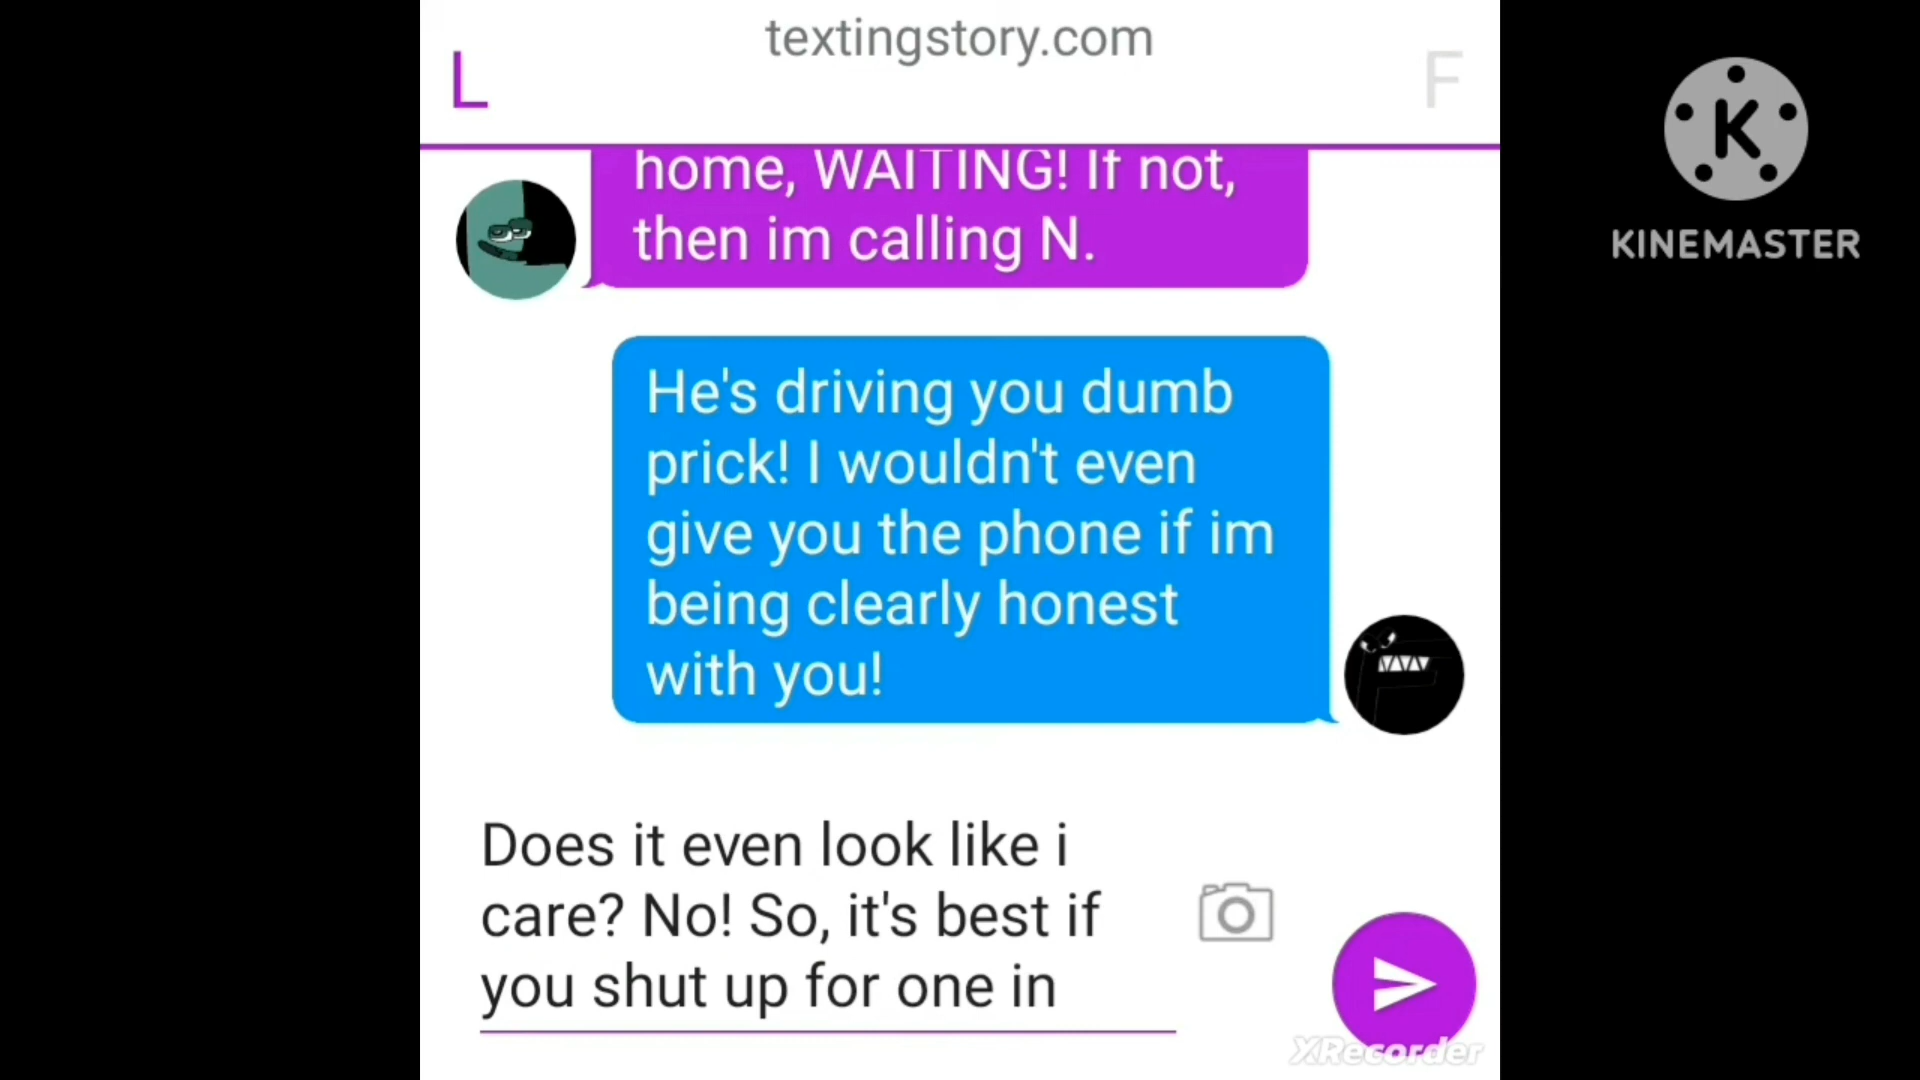 textingstory.com
L
F
home, WAITING! If not,
then im calling N.
He's driving you dumb
prick! I wouldn't even
give you the phone if im
being clearly honest
with you!
Does it even look like i
care? No! So, it's best if
you shut up for one in
K
KINEMASTER
XRecorder